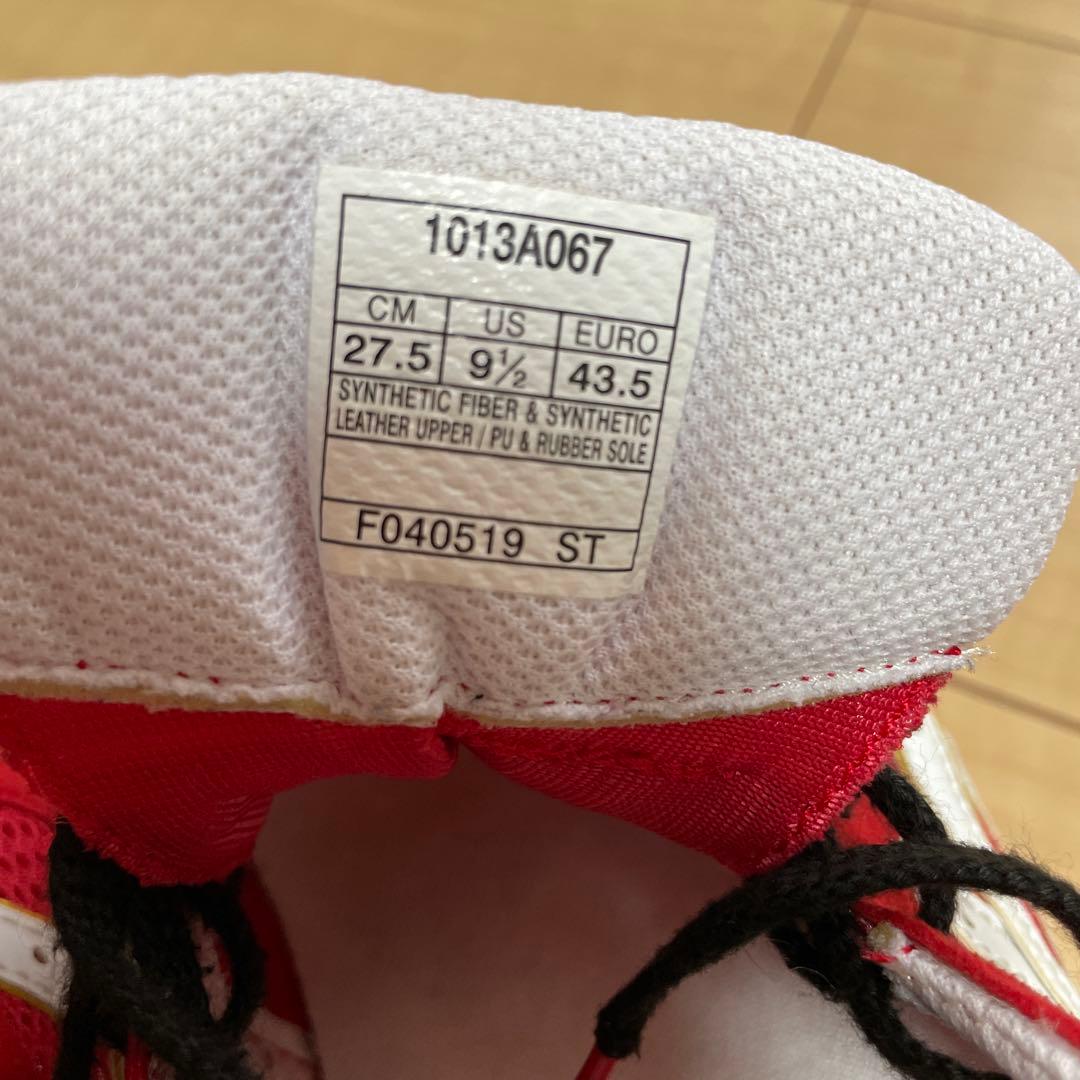 1013A067
CM US EURO
27.5 9½ 43.5
SYNTHETIC FIBER & SYNTHETIC
LEATHER UPPER / PU & RUBBER SOLE
F040519 ST